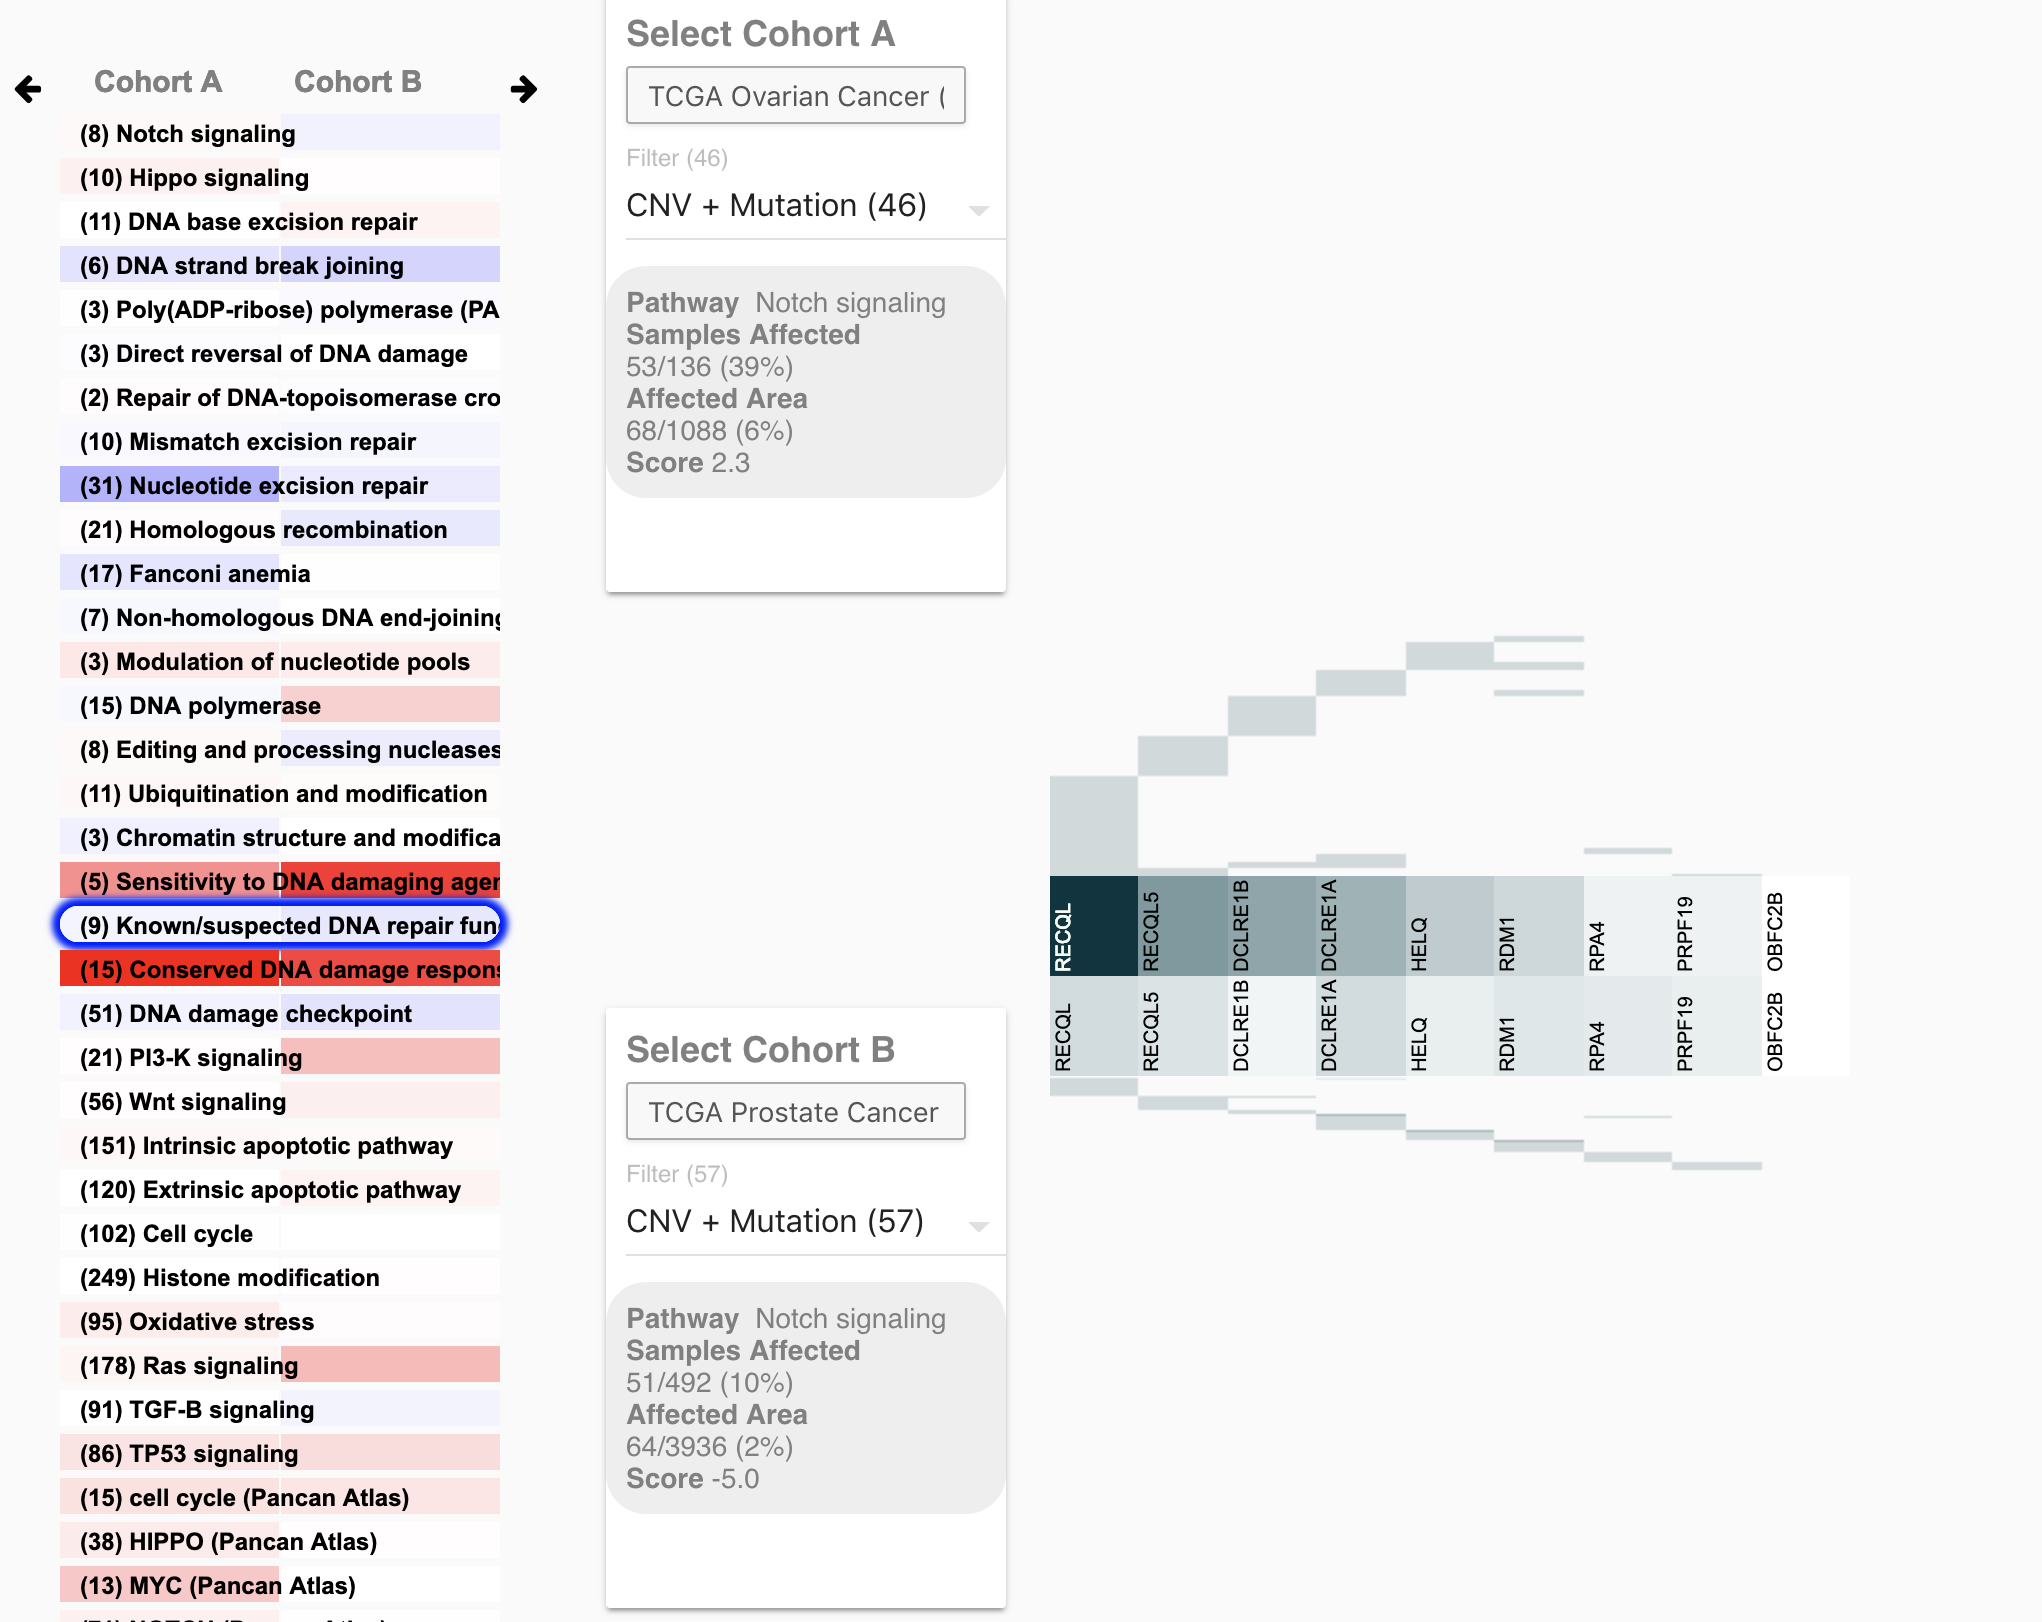 Cohort A
Cohort B
(8) Notch signaling
(10) Hippo signaling
(11) DNA base excision repair
(6) DNA strand break joining
(3) Poly(ADP-ribose) polymerase (PA
(3) Direct reversal of DNA damage
(2) Repair of DNA-topoisomerase cro
(10) Mismatch excision repair
(31) Nucleotide excision repair
(21) Homologous recombination
(17) Fanconi anemia
(7) Non-homologous DNA end-joining
(3) Modulation of nucleotide pools
(15) DNA polymerase
(8) Editing and processing nucleases
(11) Ubiquitination and modification
(3) Chromatin structure and modifica
(5) Sensitivity to DNA damaging agen
(9) Known/suspected DNA repair func
(15) Conserved DNA damage respons
(51) DNA damage checkpoint
(21) PI3-K signaling
(56) Wnt signaling
(151) Intrinsic apoptotic pathway
(120) Extrinsic apoptotic pathway
(102) Cell cycle
(249) Histone modification
(95) Oxidative stress
(178) Ras signaling
(91) TGF-B signaling
(86) TP53 signaling
(15) cell cycle (Pancan Atlas)
(38) HIPPO (Pancan Atlas)
(13) MYC (Pancan Atlas)
Select Cohort A
TCGA Ovarian Cancer (
Filter (46)
CNV + Mutation (46)
Pathway Notch signaling
Samples Affected
53/136 (39%)
Affected Area
68/1088 (6%)
Score 2.3
Select Cohort B
TCGA Prostate Cancer
Filter (57)
CNV + Mutation (57)
Pathway Notch signaling
Samples Affected
51/492 (10%)
Affected Area
64/3936 (2%)
Score -5.0
RECQL
RECQL5
DCLRE1B
DCLRE1A
HELQ
RDM1
RPA4
PRPF19
OBFC2B
RECQL
RECQL5
DCLRE1B
DCLRE1A
HELQ
RDM1
RPA4
PRPF19
OBFC2B